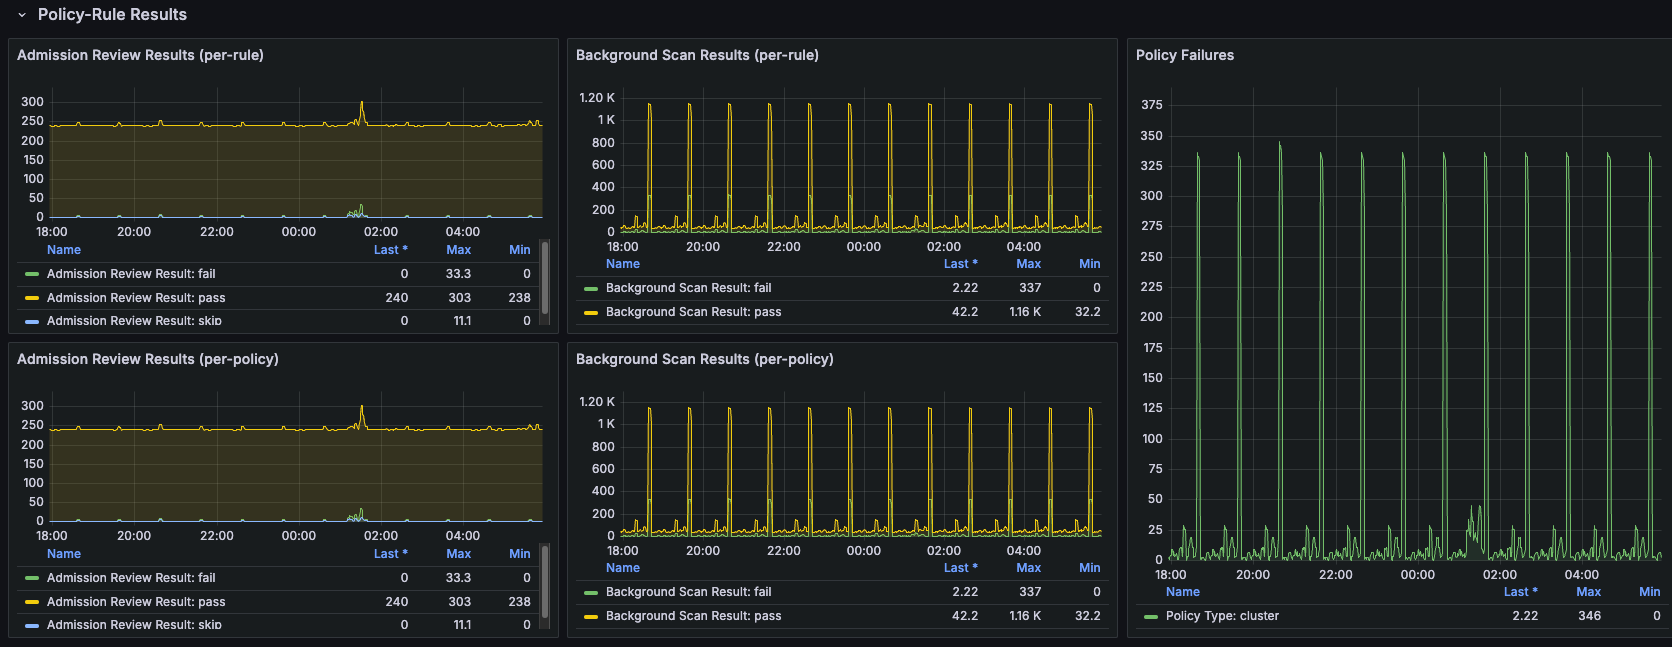 Policy-Rule Results
Admission Review Results (per-rule)
300
250
200
150
100
50
0
18:00 20:00 22:00 00:00 02:00 04:00
Name Last * Max Min
Admission Review Result: fail 0 33.3 0
Admission Review Result: pass 240 303 238
Admission Review Result: skip 0 11.1 0
Background Scan Results (per-rule)
1.20 K
1 K
800
600
400
200
0
18:00 20:00 22:00 00:00 02:00 04:00
Name Last * Max Min
Background Scan Result: fail 2.22 337 0
Background Scan Result: pass 42.2 1.16 K 32.2
Policy Failures
375
350
325
300
275
250
225
200
175
150
125
100
75
50
25
0
18:00 20:00 22:00 00:00 02:00 04:00
Name Last * Max Min
Policy Type: cluster 2.22 346 0
Admission Review Results (per-policy)
300
250
200
150
100
50
0
18:00 20:00 22:00 00:00 02:00 04:00
Name Last * Max Min
Admission Review Result: fail 0 33.3 0
Admission Review Result: pass 240 303 238
Admission Review Result: skip 0 11.1 0
Background Scan Results (per-policy)
1.20 K
1 K
800
600
400
200
0
18:00 20:00 22:00 00:00 02:00 04:00
Name Last * Max Min
Background Scan Result: fail 2.22 337 0
Background Scan Result: pass 42.2 1.16 K 32.2